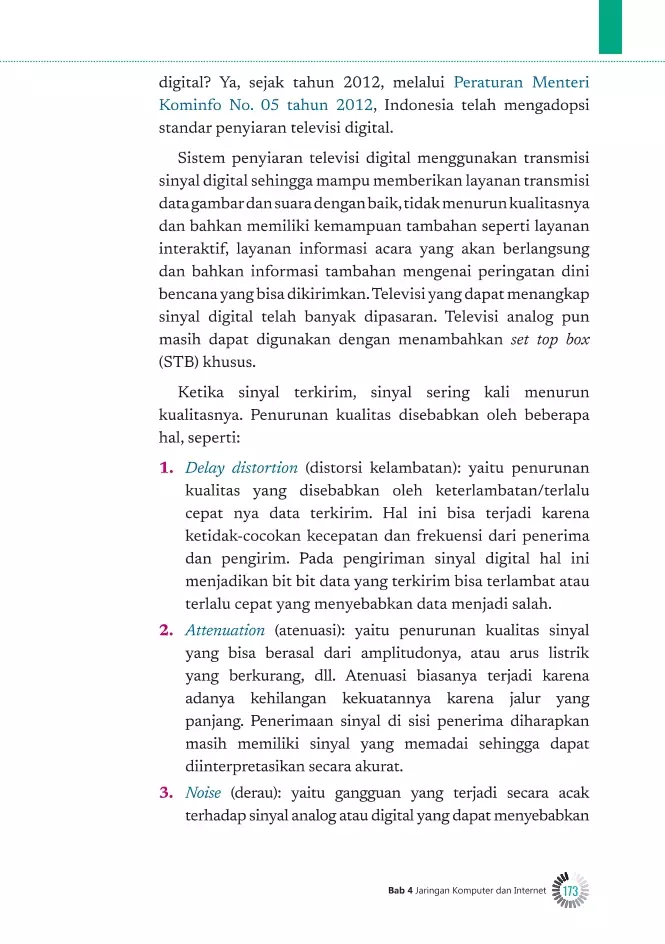 digital? Ya, sejak tahun 2012, melalui Peraturan Menteri
Kominfo No. 05 tahun 2012, Indonesia telah mengadopsi
standar penyiaran televisi digital.
Sistem penyiaran televisi digital menggunakan transmisi
sinyal digital sehingga mampu memberikan layanan transmisi
data gambar dan suara dengan baik, tidak menurun kualitasnya
dan bahkan memiliki kemampuan tambahan seperti layanan
interaktif, layanan informasi acara yang akan berlangsung
dan bahkan informasi tambahan mengenai peringatan dini
bencana yang bisa dikirimkan. Televisi yang dapat menangkap
sinyal digital telah banyak dipasaran. Televisi analog pun
masih dapat digunakan dengan menambahkan set top box
(STB) khusus.
Ketika sinyal terkirim, sinyal sering kali menurun
kualitasnya. Penurunan kualitas disebabkan oleh beberapa
hal, seperti:
1. Delay distortion (distorsi kelambatan): yaitu penurunan
kualitas yang disebabkan oleh keterlambatan/terlalu
cepat nya data terkirim. Hal ini bisa terjadi karena
ketidak-cocokan kecepatan dan frekuensi dari penerima
dan pengirim. Pada pengiriman sinyal digital hal ini
menjadikan bit bit data yang terkirim bisa terlambat atau
terlalu cepat yang menyebabkan data menjadi salah.
2. Attenuation (atenuasi): yaitu penurunan kualitas sinyal
yang bisa berasal dari amplitudonya, atau arus listrik
yang berkurang, dll. Atenuasi biasanya terjadi karena
adanya kehilangan kekuatannya karena jalur yang
panjang. Penerimaan sinyal di sisi penerima diharapkan
masih memiliki sinyal yang memadai sehingga dapat
diinterpretasikan secara akurat.
3. Noise (derau): yaitu gangguan yang terjadi secara acak
terhadap sinyal analog atau digital yang dapat menyebabkan
Bab 4 Jaringan Komputer dan Internet 173